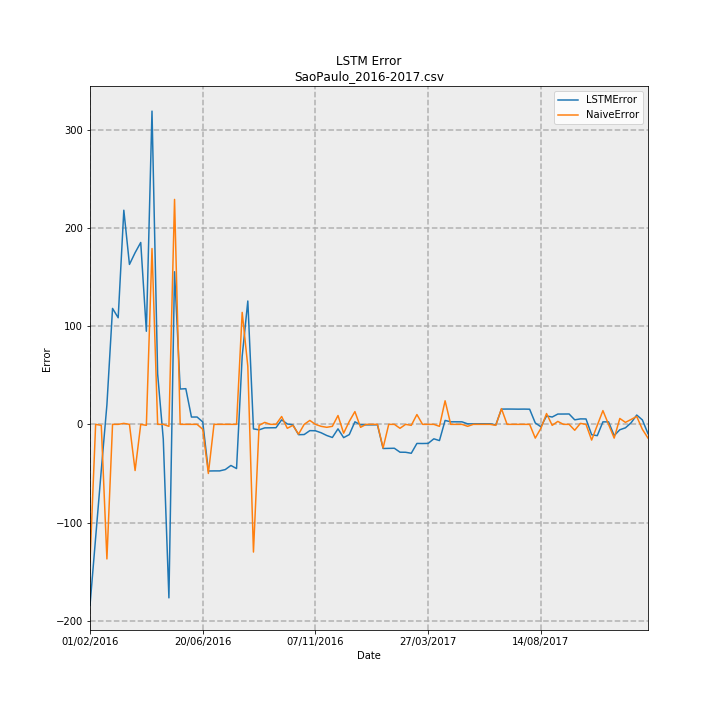 LSTM Error
SaoPaulo_2016-2017.csv
LSTMError
NaiveError
Error
300
200
100
0
−100
−200
01/02/2016 20/06/2016 07/11/2016 27/03/2017 14/08/2017
Date